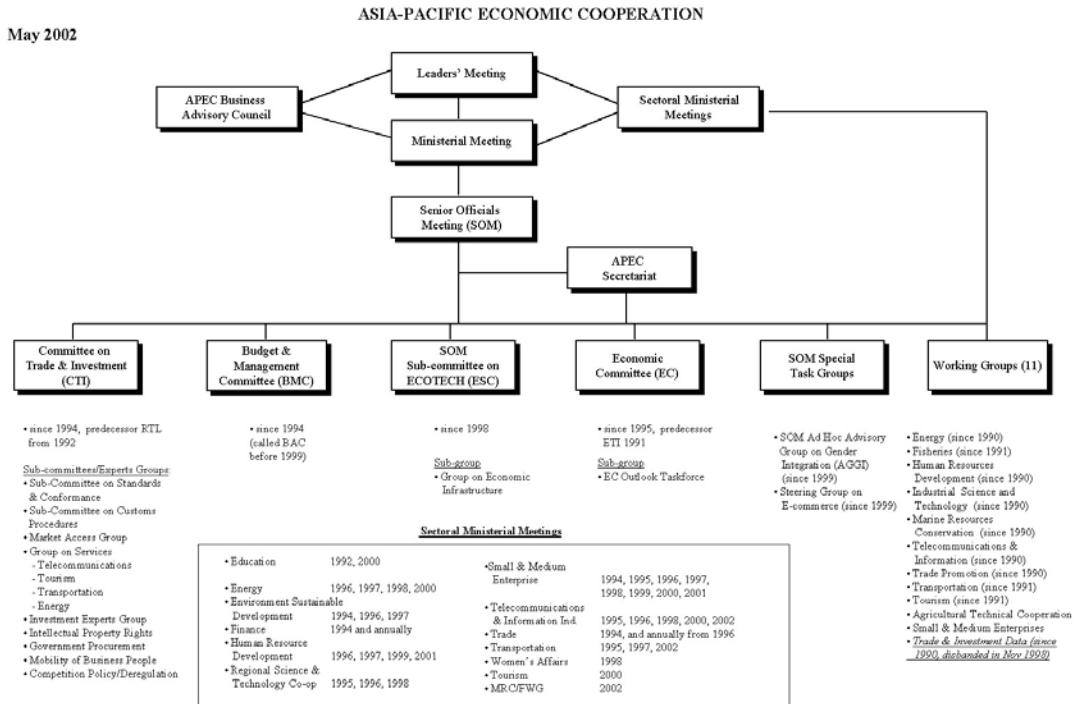 ASIA-PACIFIC ECONOMIC COOPERATION
May 2002
Leaders' Meeting
APEC Business
Advisory Council
Sectoral Ministerial
Meetings
Ministerial Meeting
Senior Officials
Meeting (SOM)
APEC
Secretariat
Committee on
Trade & Investment
(CTI)
Budget &
Management
Committee (BMC)
SOM
Sub-committee on
ECOTECH (ESC)
Economic
Committee (EC)
SOM Special
Task Groups
Working Groups (11)
• since 1994, predecessor RTL
from 1992
Sub-committees/Experts Groups:
• Sub-Committee on Standards
& Conformance
• Sub-Committee on Customs
Procedures
• Market Access Group
• Group on Services
- Telecommunications
- Tourism
- Transportation
- Energy
• Investment Experts Group
• Intellectual Property Rights
• Government Procurement
• Mobility of Business People
• Competition Policy/Deregulation
• since 1994
(called BAC
before 1999)
• since 1998
Sub-group
• Group on Economic
Infrastructure
• since 1995, predecessor
ETI 1991
Sub-group
• EC Outlook Taskforce
• SOM Ad Hoc Advisory
Group on Gender
Integration (AGGI)
(since 1999)
• Steering Group on
E-commerce (since 1999)
• Energy (since 1990)
• Fisheries (since 1991)
• Human Resources
Development (since 1990)
• Industrial Science and
Technology (since 1990)
• Marine Resources
Conservation (since 1990)
• Telecommunications &
Information (since 1990)
• Trade Promotion (since 1990)
• Transportation (since 1991)
• Tourism (since 1991)
• Agricultural Technical Cooperation
• Small & Medium Enterprises
• Trade & Investment Data (since
1990, disbanded in Nov 1998)
Sectoral Ministerial Meetings
• Education 1992, 2000
• Energy 1996, 1997, 1998, 2000
• Environment Sustainable
Development 1994, 1996, 1997
• Finance 1994 and annually
• Human Resource
Development 1996, 1997, 1999, 2001
• Regional Science &
Technology Co-op 1995, 1996, 1998
• Small & Medium
Enterprise 1994, 1995, 1996, 1997,
1998, 1999, 2000, 2001
• Telecommunications
& Information Ind. 1995, 1996, 1998, 2000, 2002
• Trade 1994, and annually from 1996
• Transportation 1995, 1997, 2002
• Women's Affairs 1998
• Tourism 2000
• MRC/FWG 2002